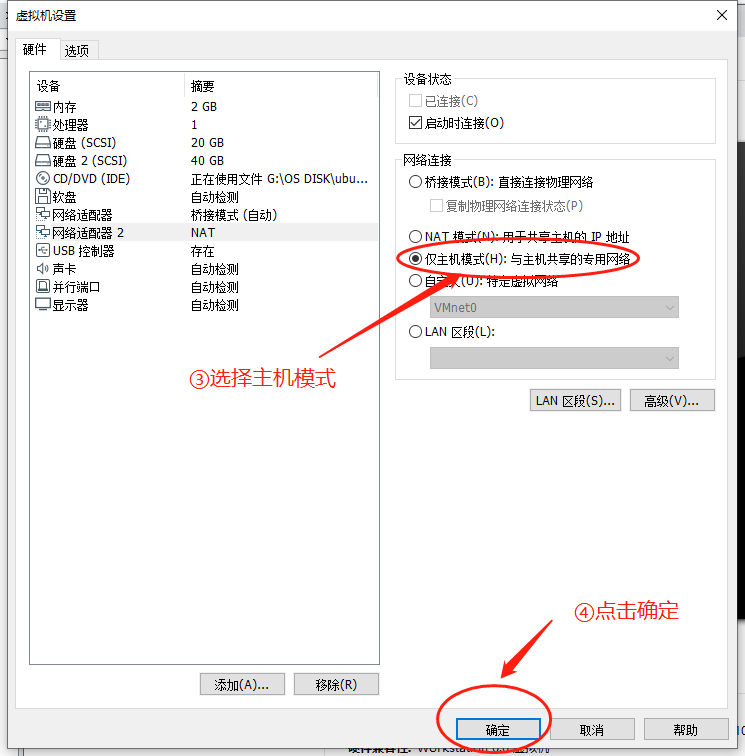 虚拟机设置
硬件 选项
设备 摘要
内存 2 GB
处理器 1
硬盘 (SCSI) 20 GB
硬盘 2 (SCSI) 40 GB
CD/DVD (IDE) 正在使用文件 G:\OS DISK\ubu...
软盘 自动检测
网络适配器 桥接模式 (自动)
网络适配器 2 NAT
USB 控制器 存在
声卡 自动检测
并行端口 自动检测
显示器 自动检测
添加(A)... 移除(R)
设备状态
已连接(C)
启动时连接(O)
网络连接
桥接模式(B): 直接连接物理网络
复制物理网络连接状态(P)
NAT 模式(N): 用于共享主机的 IP 地址
仅主机模式(H): 与主机共享的专用网络
自定义(U): 特定虚拟网络
VMnet0
LAN 区段(L):
LAN 区段(S)... 高级(V)...
③选择主机模式
④点击确定
确定 取消 帮助